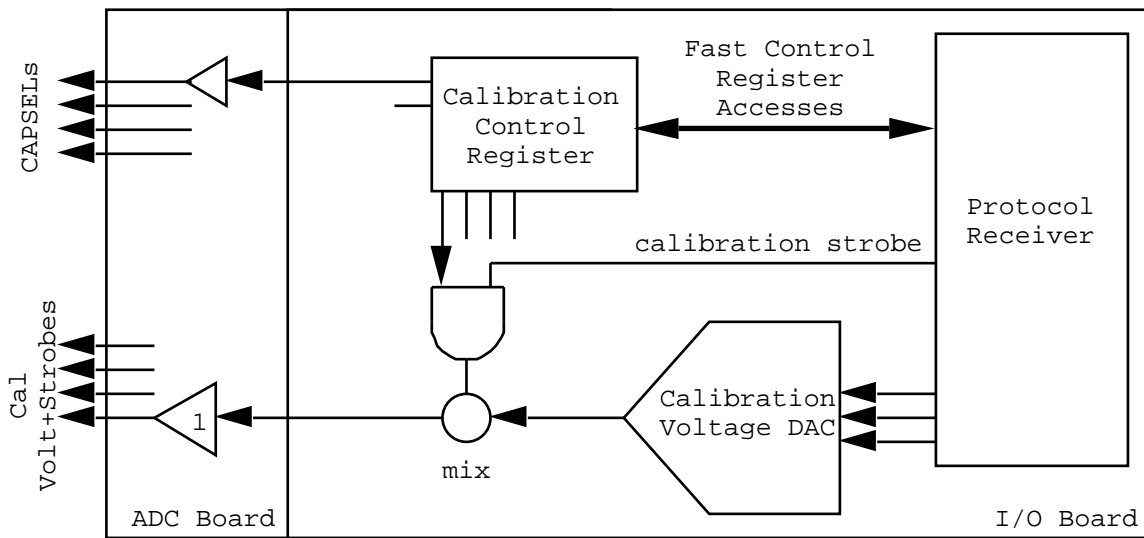 CAPSELs
Calibration
Control
Register
Fast Control
Register
Accesses
Protocol
Receiver
calibration strobe
Cal
Volt+Strobes
1
mix
Calibration
Voltage DAC
ADC Board
I/O Board